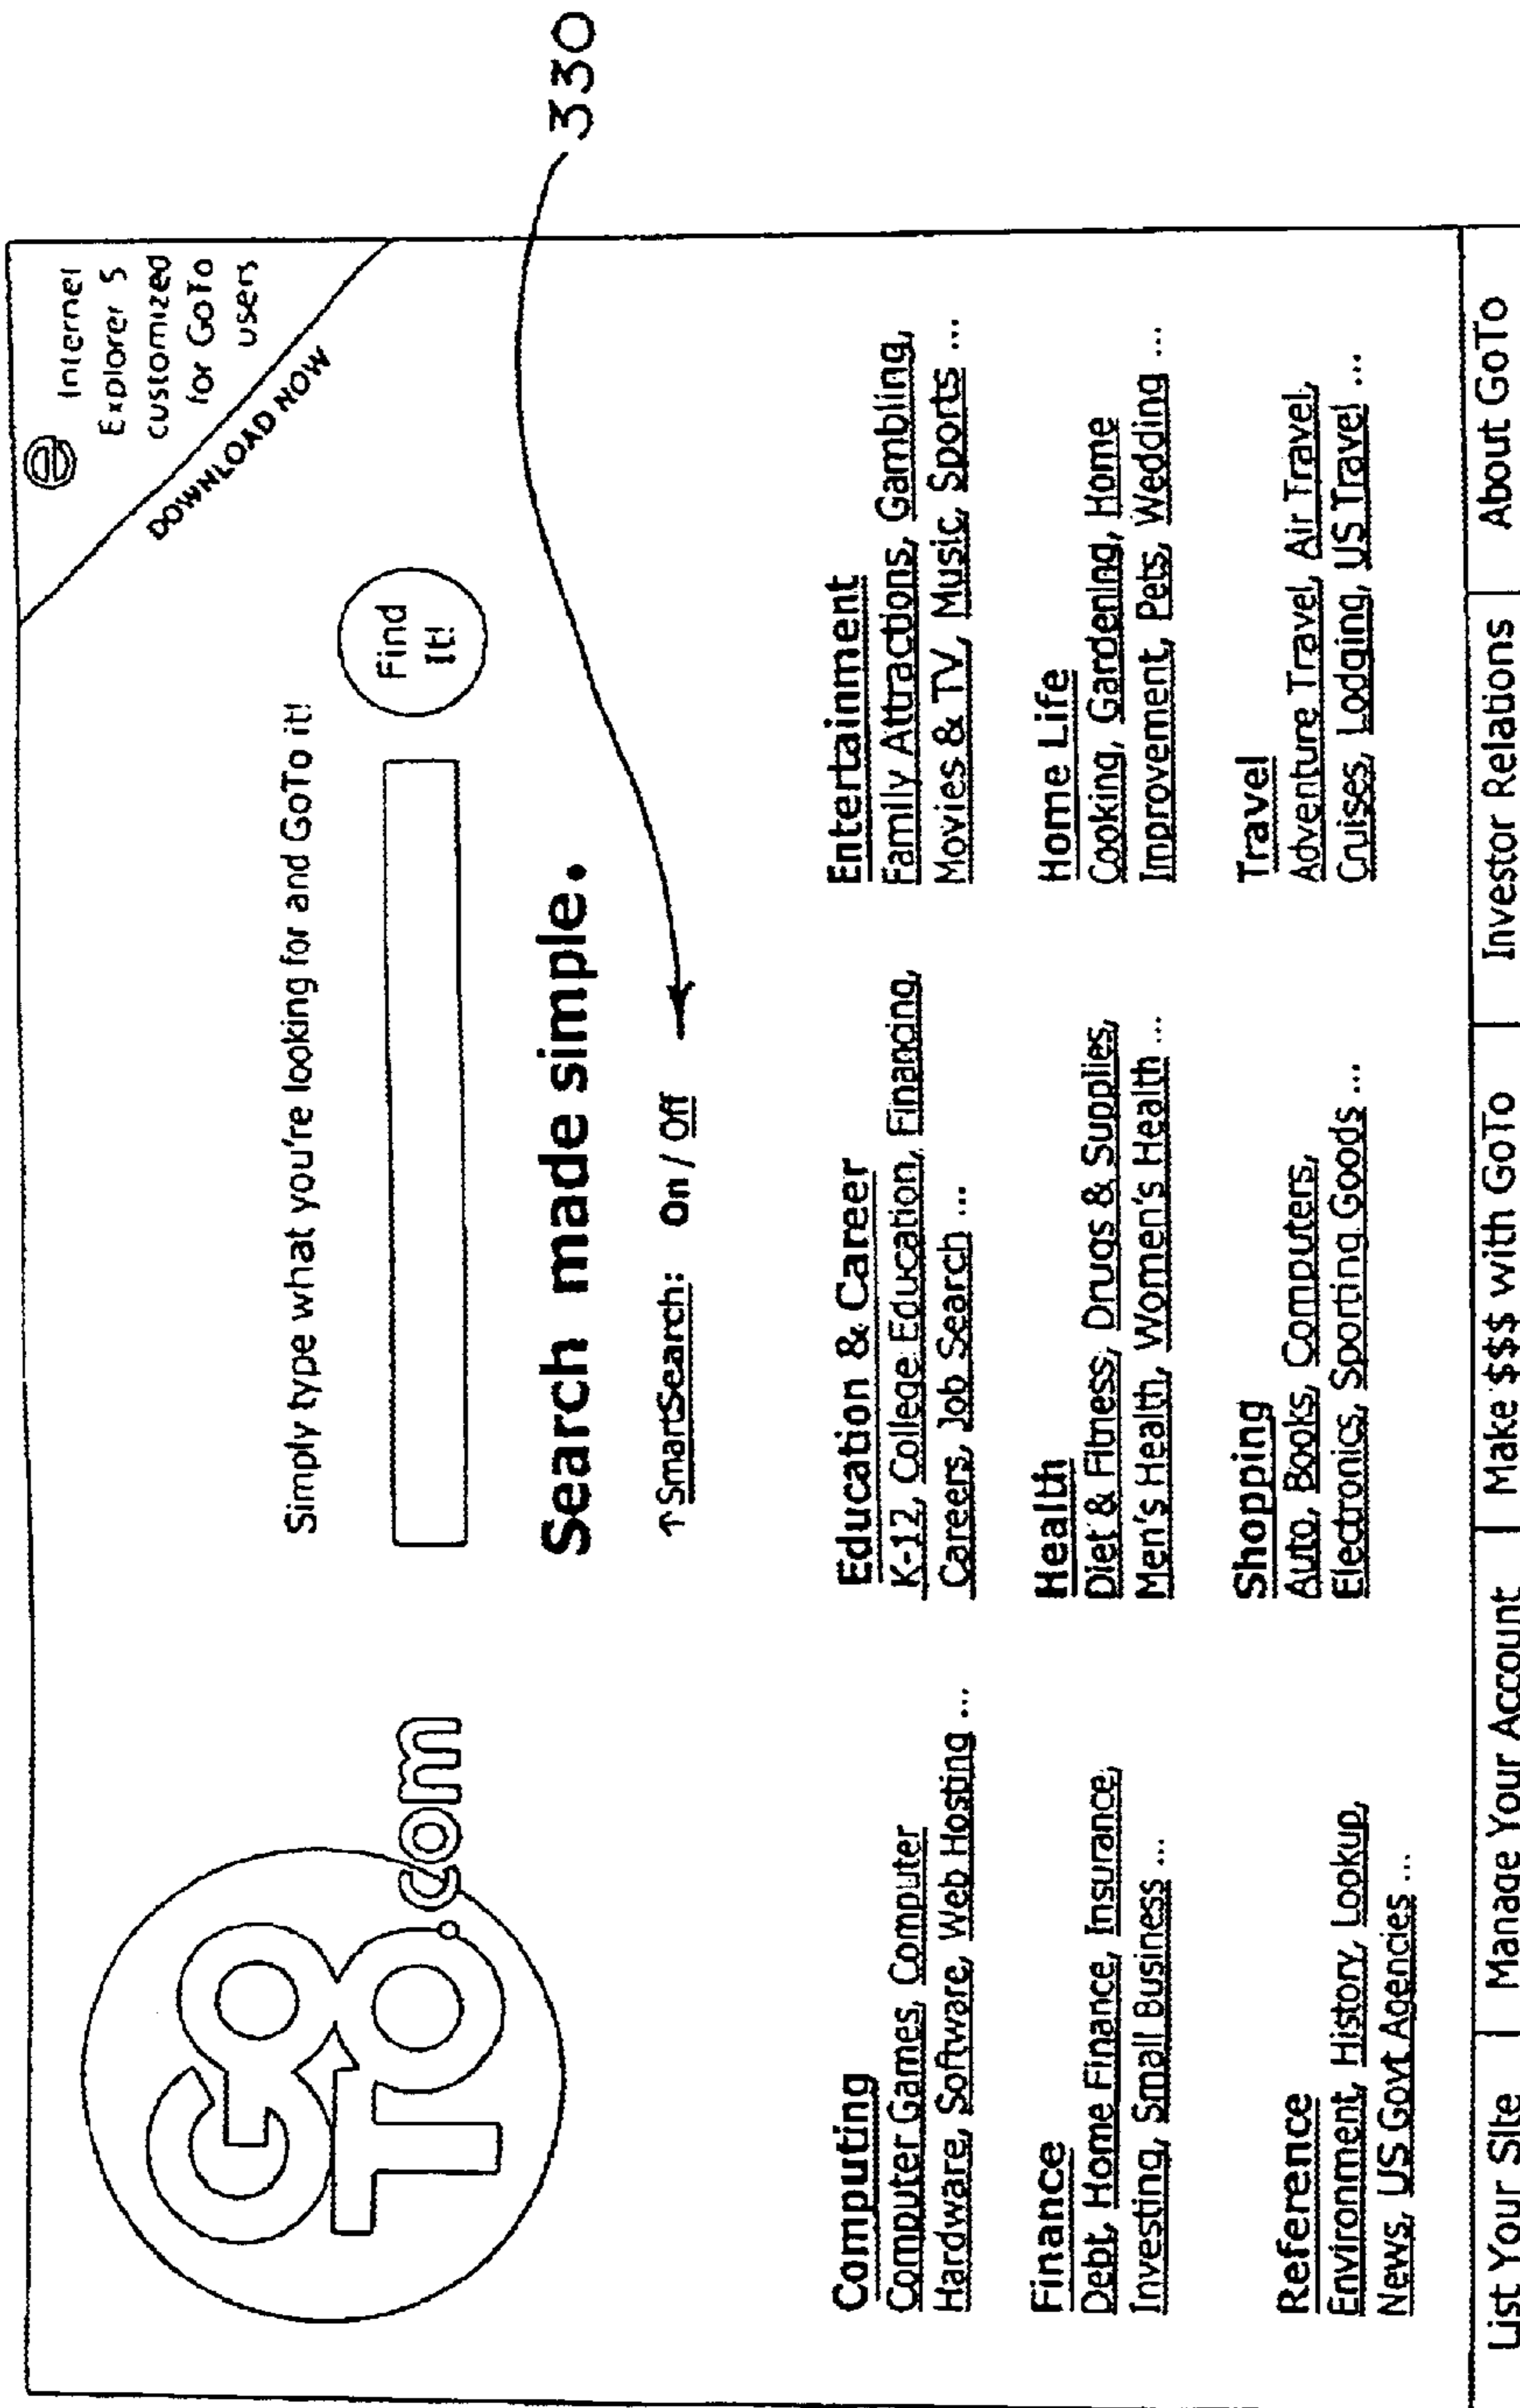 GO
TO.com
Internet
Explorer 5
customized
for GoTo
users
DOWNLOAD NOW
Simply type what you're looking for and GoTo it!
Find
It!
Search made simple.
↑SmartSearch: On / Off
330
Computing
Computer Games, Computer
Hardware, Software, Web Hosting ...
Education & Career
K-12, College Education, Financing,
Careers, Job Search ...
Entertainment
Family Attractions, Gambling,
Movies & TV, Music, Sports ...
Finance
Debt, Home Finance, Insurance,
Investing, Small Business ...
Health
Diet & Fitness, Drugs & Supplies,
Men's Health, Women's Health ...
Home Life
Cooking, Gardening, Home
Improvement, Pets, Wedding ...
Reference
Environment, History, Lookup,
News, US Govt Agencies ...
Shopping
Auto, Books, Computers,
Electronics, Sporting Goods ...
Travel
Adventure Travel, Air Travel,
Cruises, Lodging, US Travel ...
List Your Site | Manage Your Account | Make $$$ with GoTo | Investor Relations | About GoTo